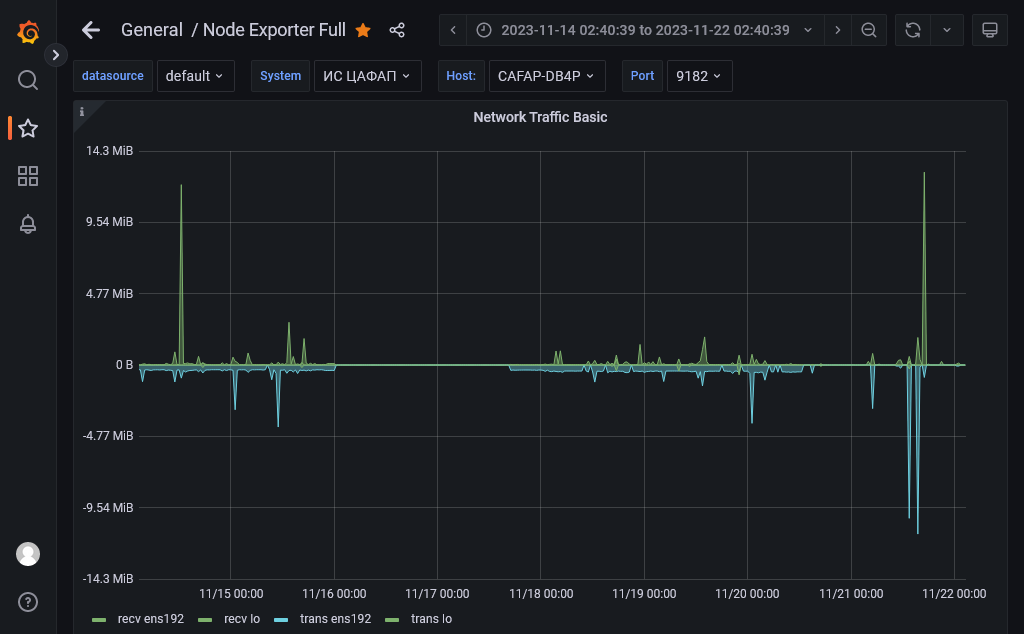 General / Node Exporter Full
2023-11-14 02:40:39 to 2023-11-22 02:40:39
datasource default System ИС ЦАФАП Host: CAFAP-DB4P Port 9182
i
Network Traffic Basic
14.3 MiB
9.54 MiB
4.77 MiB
0 B
-4.77 MiB
-9.54 MiB
-14.3 MiB
11/15 00:00 11/16 00:00 11/17 00:00 11/18 00:00 11/19 00:00 11/20 00:00 11/21 00:00 11/22 00:00
recv ens192 recv lo trans ens192 trans lo